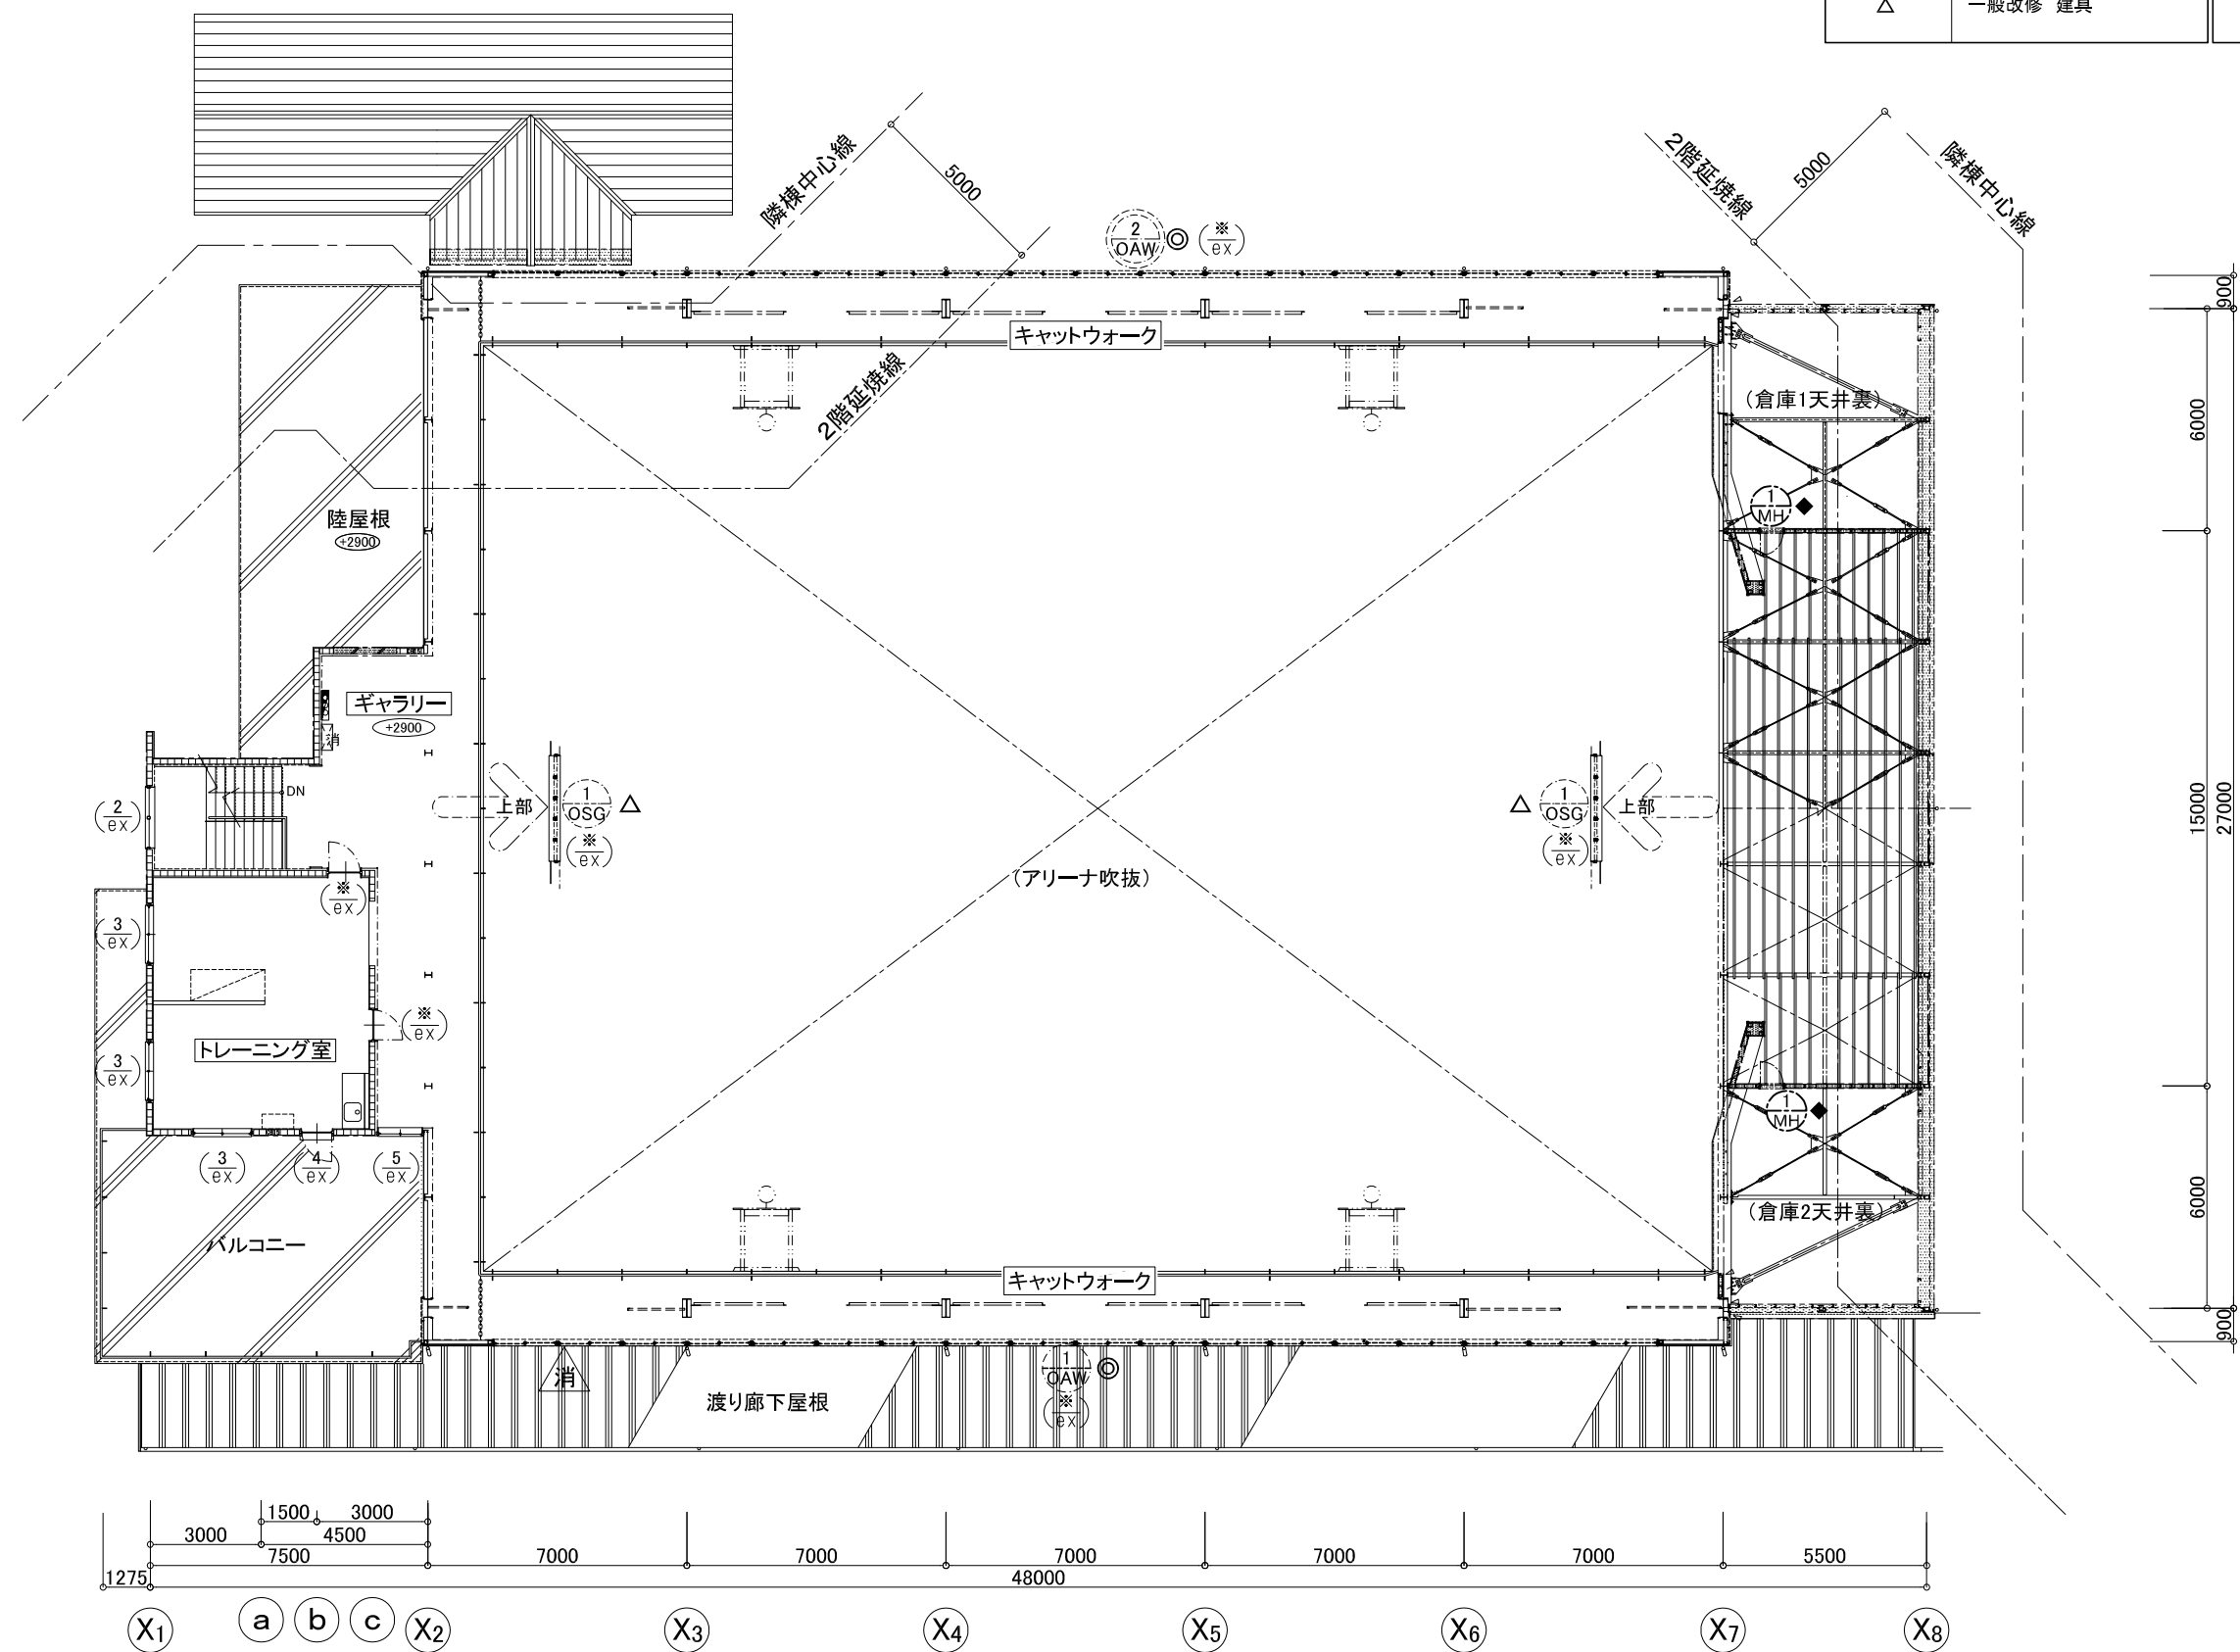 △ 一般改修 建具
隣棟中心線
5000
2階延焼線
2
OAW
◎
※
ex
2階延焼線
5000
隣棟中心線
900
キャットウォーク
(倉庫1天井裏)
6000
陸屋根
+2900
1
MH
◆
ギャラリー
+2900
消
DN
2
ex
上部
1
OSG
△
※
ex
△
1
OSG
※
ex
上部
15000
27000
(アリーナ吹抜)
※
ex
3
ex
※
ex
トレーニング室
3
ex
1
MH
◆
3
ex
4
ex
5
ex
バルコニー
(倉庫2天井裏)
6000
キャットウォーク
900
消
渡り廊下屋根
1
OAW
◎
※
ex
1500 3000
3000 4500
7500 7000 7000 7000 7000 7000 5500
1275 48000
X1 a b c X2 X3 X4 X5 X6 X7 X8